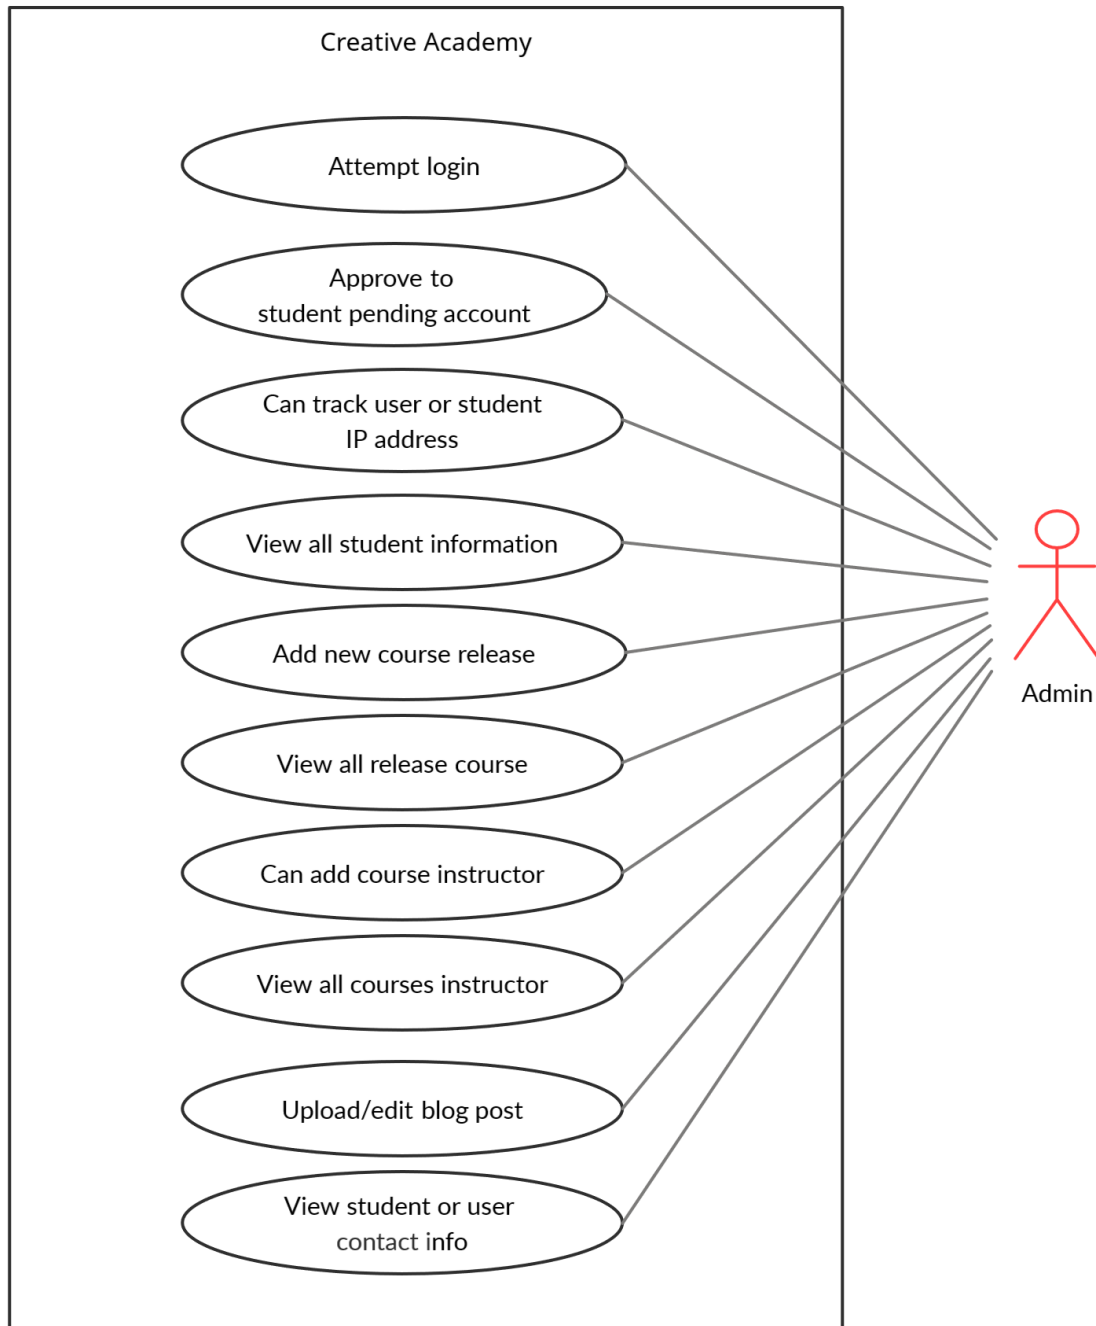 Creative Academy
Attempt login
Approve to
student pending account
Can track user or student
IP address
View all student information
Add new course release
View all release course
Can add course instructor
View all courses instructor
Upload/edit blog post
View student or user
contact info
Admin